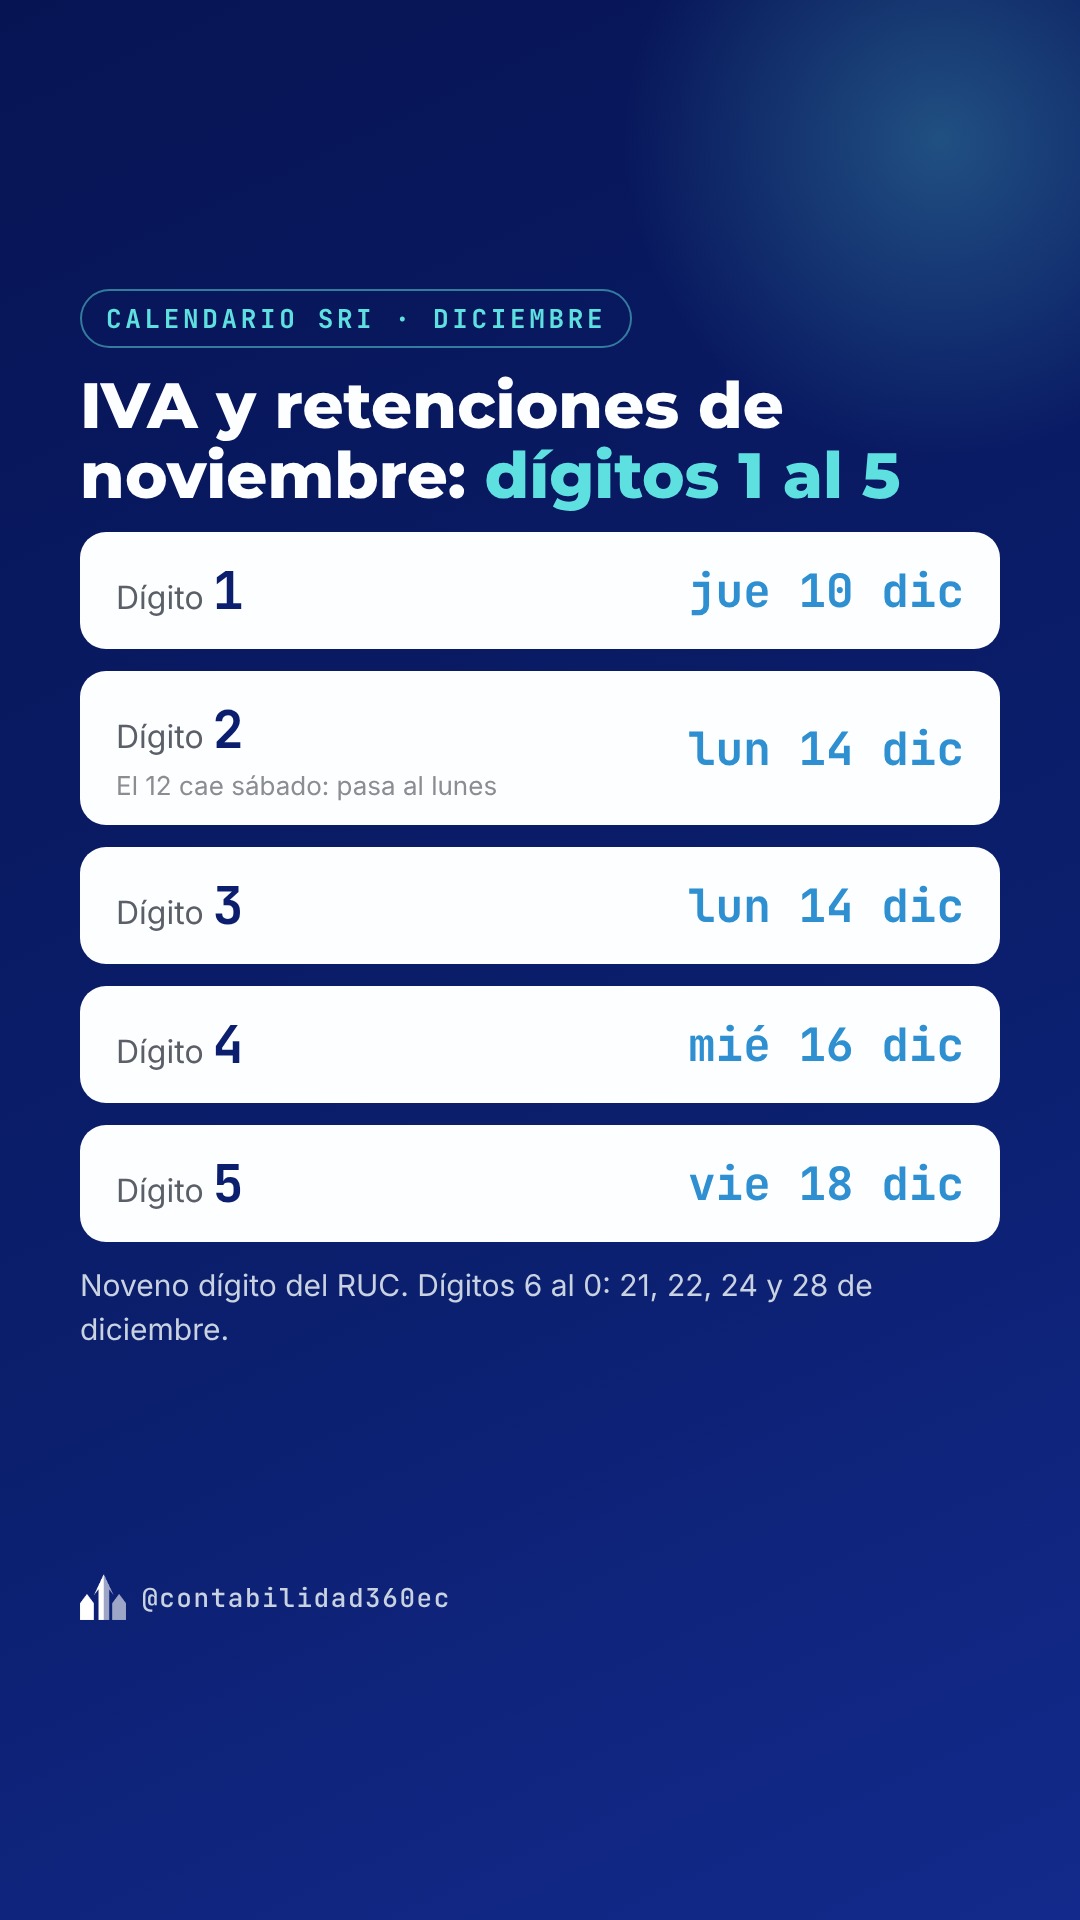 CALENDARIO SRI · DICIEMBRE
IVA y retenciones de
noviembre: dígitos 1 al 5
Dígito 1
jue 10 dic
Dígito 2
El 12 cae sábado: pasa al lunes
lun 14 dic
Dígito 3
lun 14 dic
Dígito 4
mié 16 dic
Dígito 5
vie 18 dic
Noveno dígito del RUC. Dígitos 6 al 0: 21, 22, 24 y 28 de
diciembre.
@contabilidad360ec